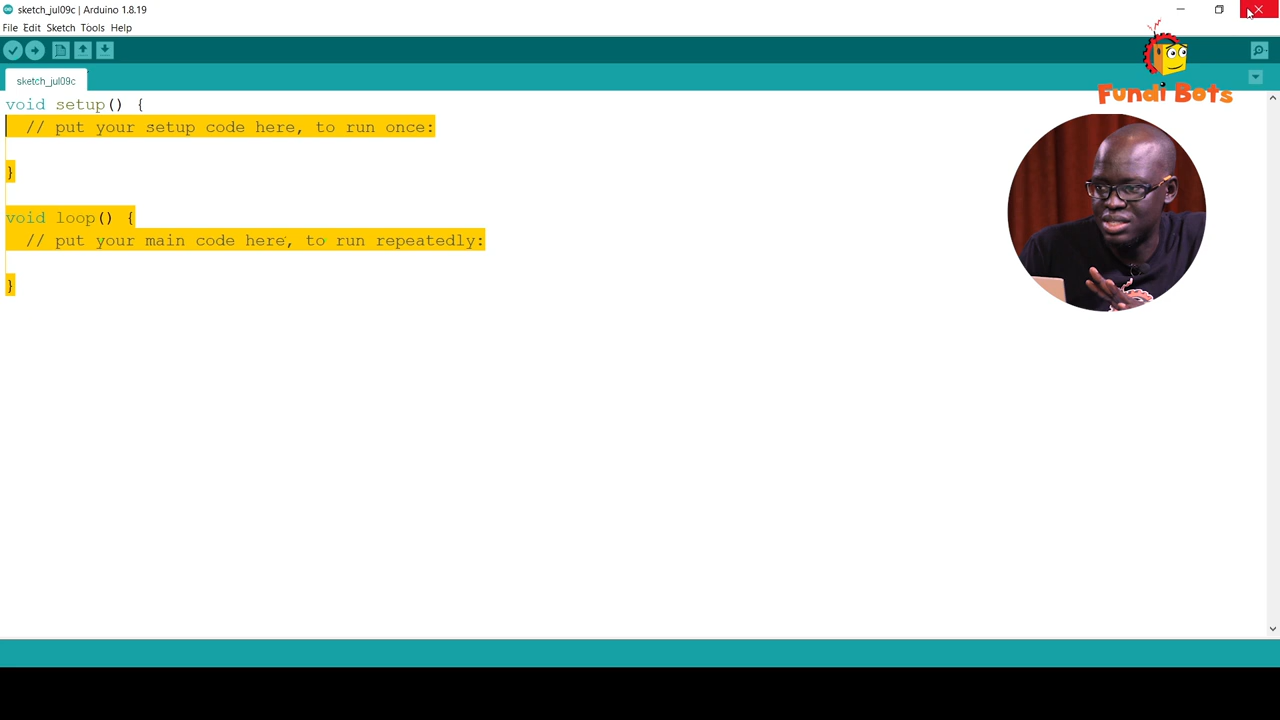 sketch_jul09c | Arduino 1.8.19
File Edit Sketch Tools Help
Fundi Bots
sketch_jul09c
void setup() {
// put your setup code here, to run once:
}
void loop() {
// put your main code here, to run repeatedly:
}